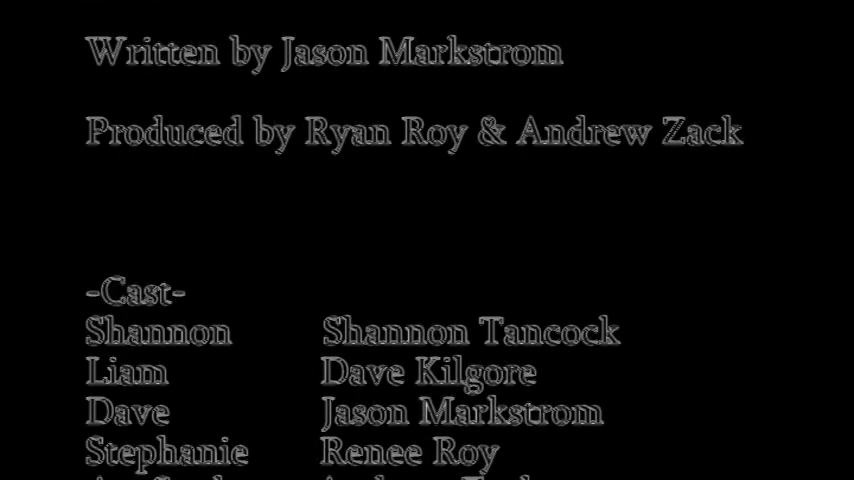 Written by Jason Markstrom
Produced by Ryan Roy & Andrew Zack
-Cast-
Shannon Shannon Tancock
Liam Dave Kilgore
Dave Jason Markstrom
Stephanie Renee Roy